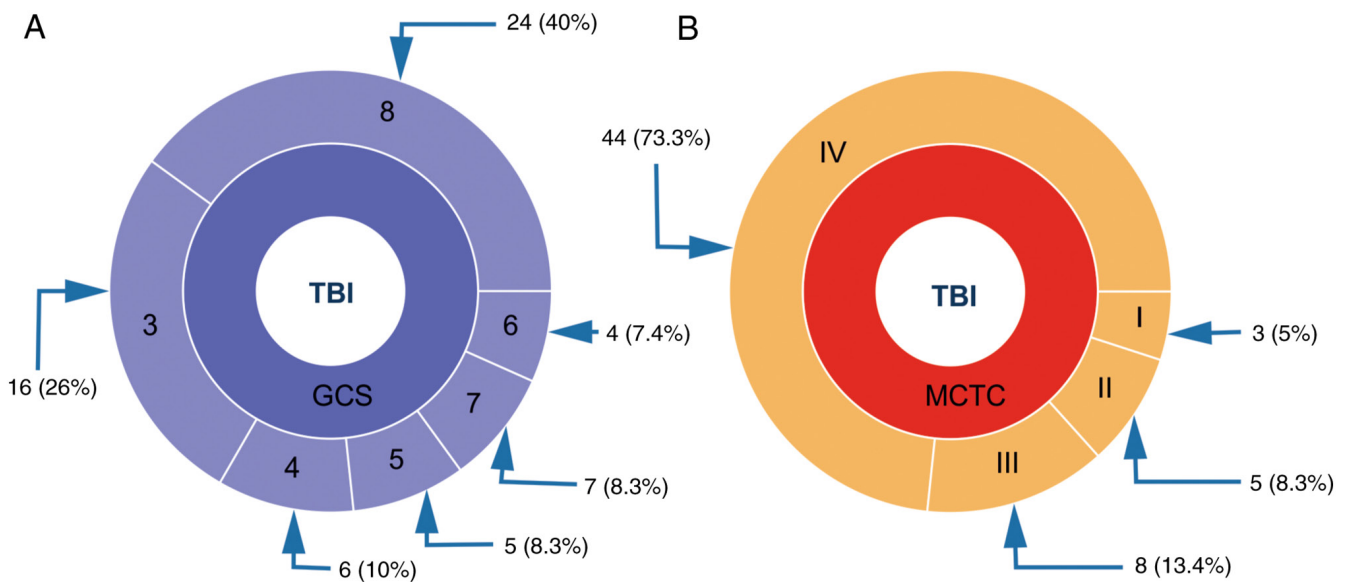 A
24 (40%)
8
3
TBI
6
4 (7.4%)
16 (26%)
GCS
7
4
5
7 (8.3%)
5 (8.3%)
6 (10%)
B
44 (73.3%)
IV
TBI
I
3 (5%)
II
MCTC
III
5 (8.3%)
8 (13.4%)